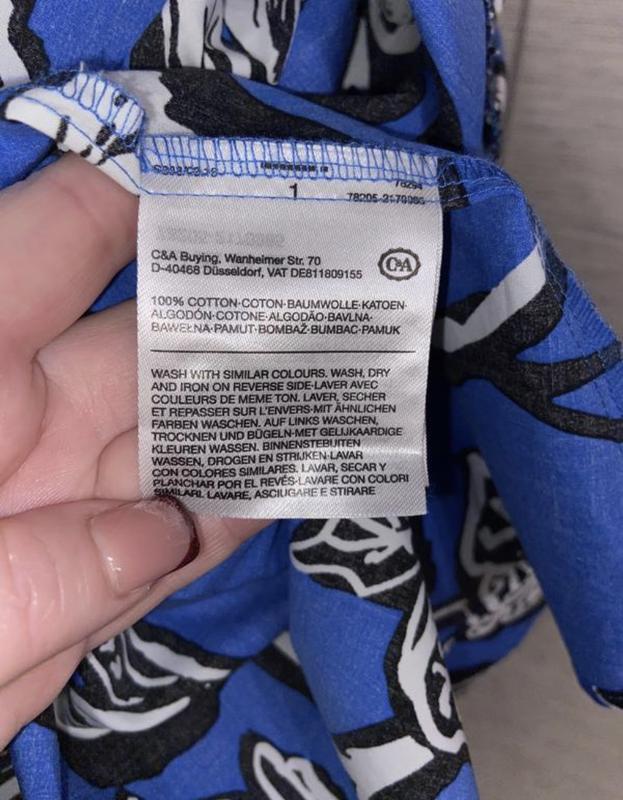 1
78205-2170985
C&A Buying, Wanheimer Str. 70
D-40468 Düsseldorf, VAT DE811809155
C&A
100% COTTON·COTON·BAUMWOLLE·KATOEN·
ALGODÓN·COTONE·ALGODÃO·BAVLNA·
BAWEŁNA·PAMUT·BOMBAŽ·BUMBAC·PAMUK
WASH WITH SIMILAR COLOURS. WASH, DRY
AND IRON ON REVERSE SIDE·LAVER AVEC
COULEURS DE MEME TON. LAVER, SECHER
ET REPASSER SUR L'ENVERS·MIT ÄHNLICHEN
FARBEN WASCHEN. AUF LINKS WASCHEN,
TROCKNEN UND BÜGELN·MET GELIJKAARDIGE
KLEUREN WASSEN. BINNENSTEBUITEN
WASSEN, DROGEN EN STRIJKEN·LAVAR
CON COLORES SIMILARES. LAVAR, SECAR Y
PLANCHAR POR EL REVÉS·LAVARE CON COLORI
SIMILARI. LAVARE, ASCIUGARE E STIRARE